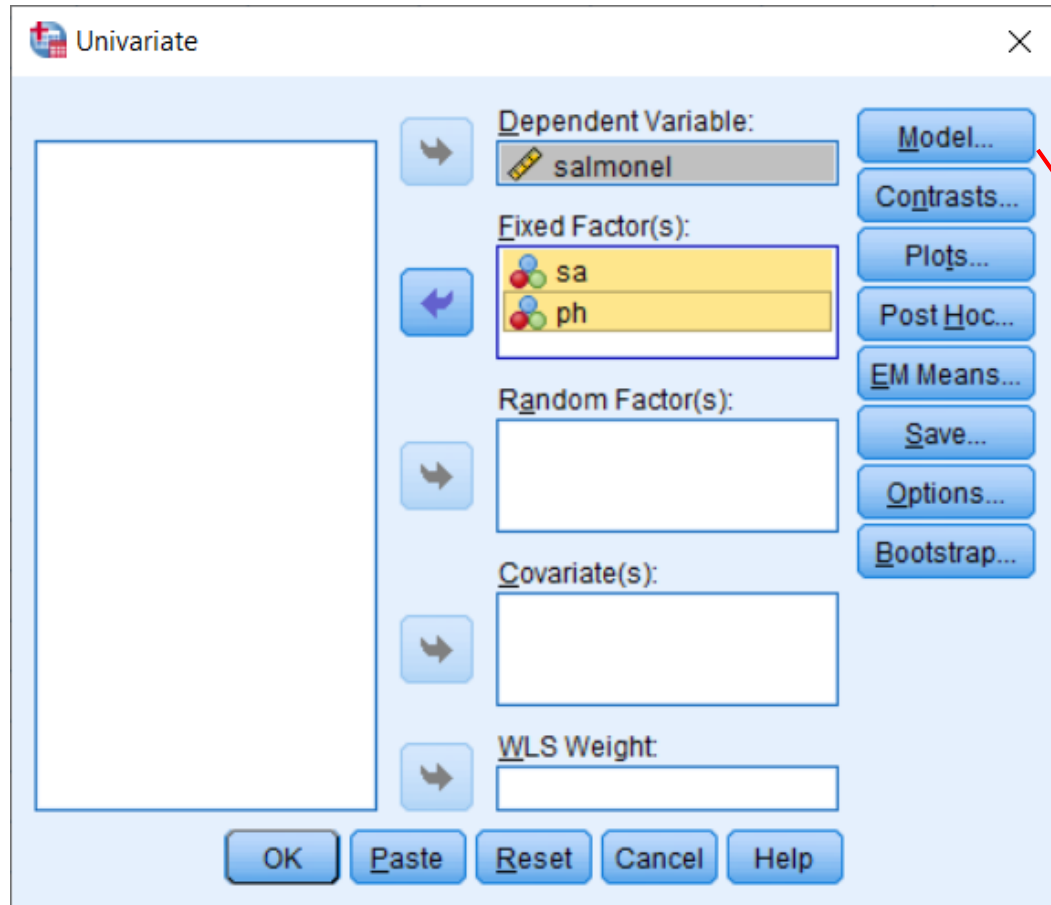 Univariate
Dependent Variable:
salmonel
Fixed Factor(s):
sa
ph
Random Factor(s):
Covariate(s):
WLS Weight:
Model...
Contrasts...
Plots...
Post Hoc...
EM Means...
Save...
Options...
Bootstrap...
OK Paste Reset Cancel Help